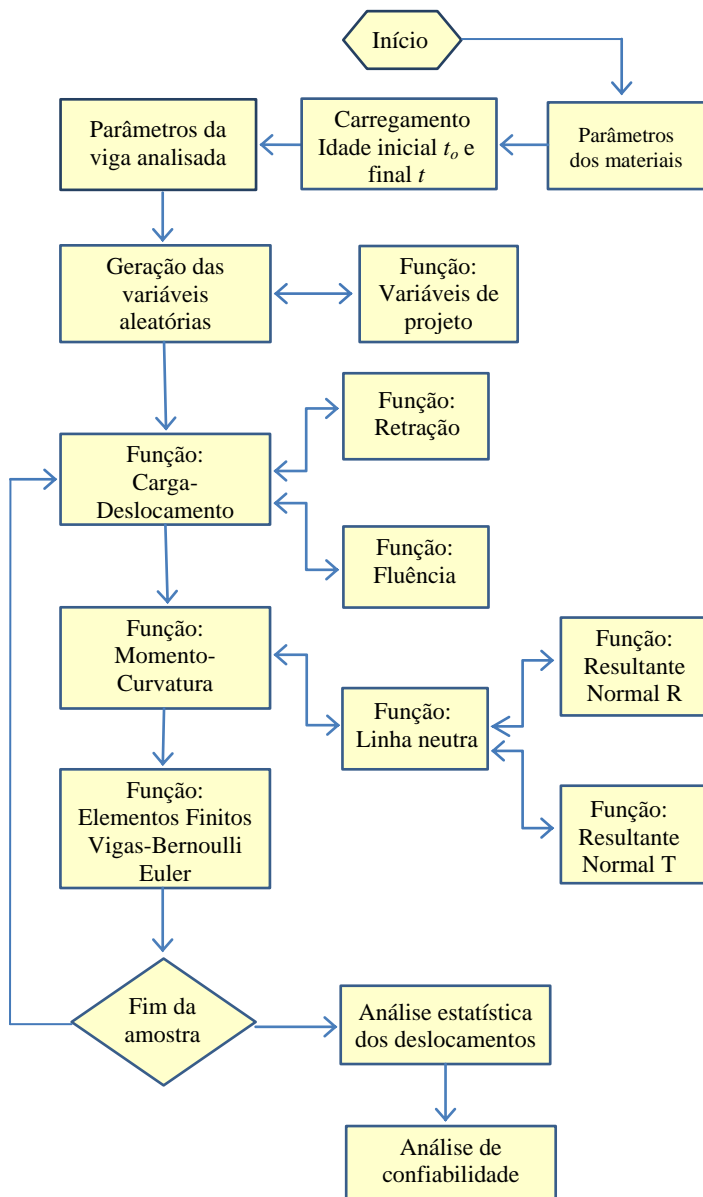 Início
Parâmetros
dos materiais
Carregamento
Idade inicial to e
final t
Parâmetros da
viga analisada
Geração das
variáveis
aleatórias
Função:
Variáveis de
projeto
Função:
Retração
Função:
Carga-
Deslocamento
Função:
Fluência
Função:
Momento-
Curvatura
Função:
Linha neutra
Função:
Resultante
Normal R
Função:
Resultante
Normal T
Função:
Elementos Finitos
Vigas-Bernoulli
Euler
Fim da
amostra
Análise estatística
dos deslocamentos
Análise de
confiabilidade